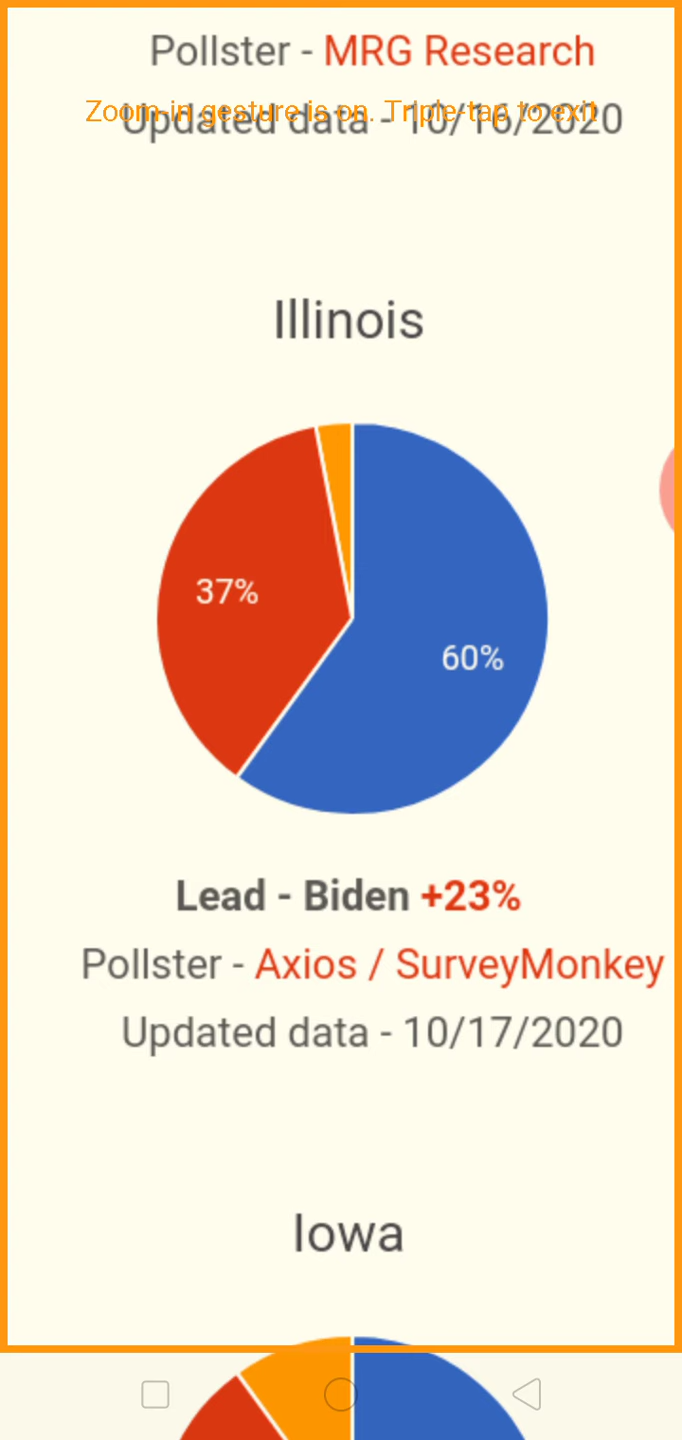 Pollster - MRG Research
Zoom-in gesture is on. Triple-tap to exit
Updated data - 10/16/2020
Illinois
37%
60%
Lead - Biden +23%
Pollster - Axios / SurveyMonkey
Updated data - 10/17/2020
Iowa